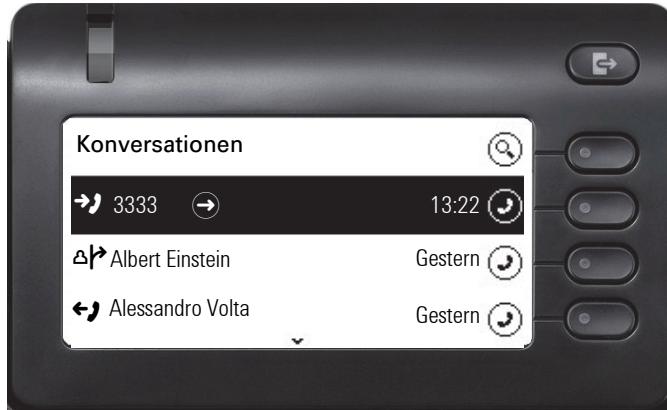 Konversationen
3333 13:22
Albert Einstein Gestern
Alessandro Volta Gestern